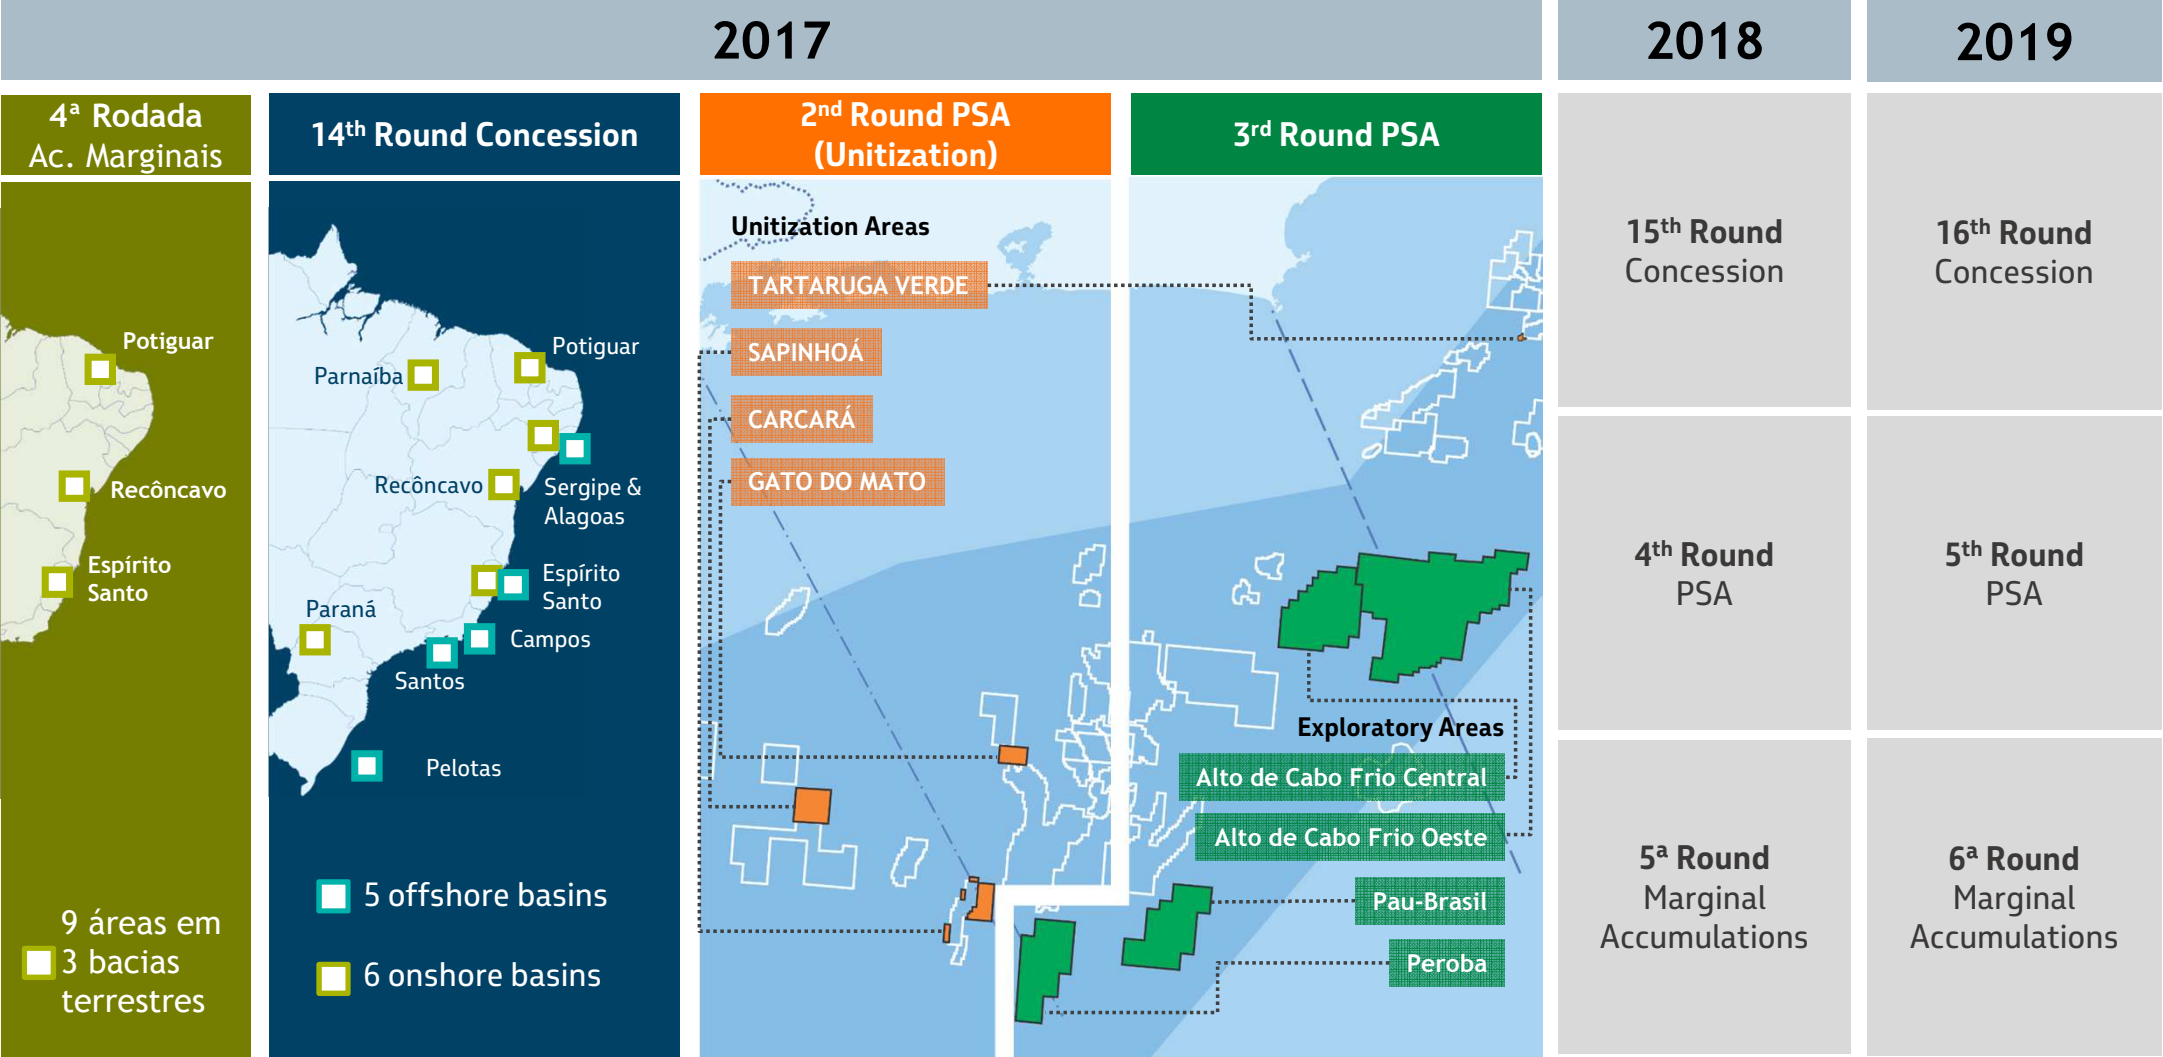 2017
2018
2019
4ª Rodada
Ac. Marginais
14th Round Concession
2nd Round PSA
(Unitization)
3rd Round PSA
Potiguar
Recôncavo
Espírito
Santo
9 áreas em
3 bacias
terrestres
Potiguar
Parnaíba
Recôncavo
Sergipe &
Alagoas
Espírito
Santo
Paraná
Campos
Santos
Pelotas
5 offshore basins
6 onshore basins
Unitization Areas
TARTARUGA VERDE
SAPINHOÁ
CARCARÁ
GATO DO MATO
Exploratory Areas
Alto de Cabo Frio Central
Alto de Cabo Frio Oeste
Pau-Brasil
Peroba
15th Round
Concession
4th Round
PSA
5ª Round
Marginal
Accumulations
16th Round
Concession
5th Round
PSA
6ª Round
Marginal
Accumulations